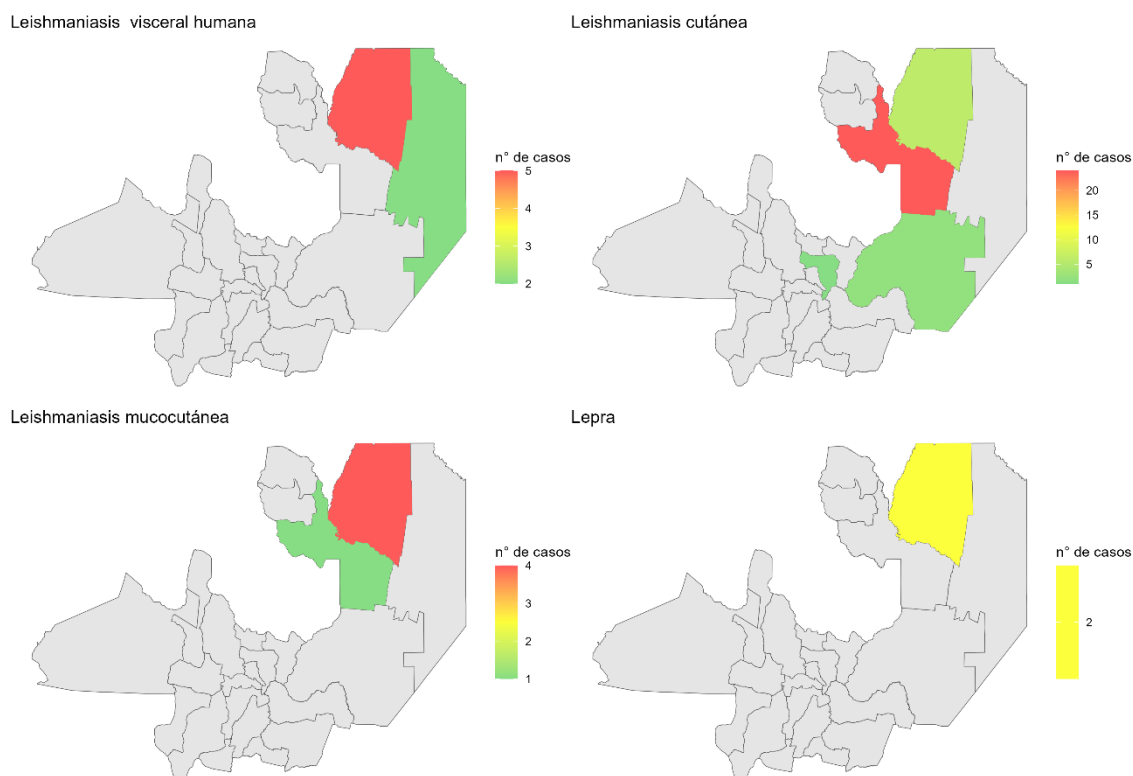 Leishmaniasis  visceral humana
n° de casos
5
4
3
2
Leishmaniasis cutánea
n° de casos
20
15
10
5
Leishmaniasis mucocutánea
n° de casos
4
3
2
1
Lepra
n° de casos
2